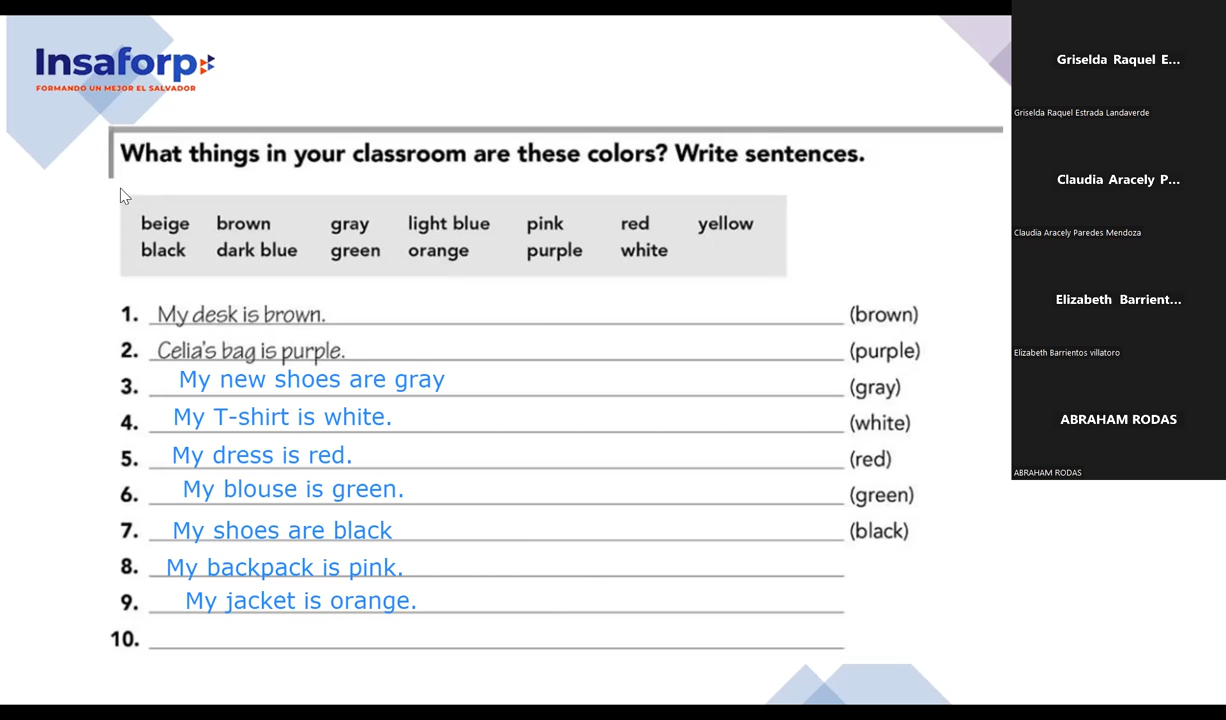 Insaforp
FORMANDO UN MEJOR EL SALVADOR
What things in your classroom are these colors? Write sentences.
beige brown gray light blue pink red yellow
black dark blue green orange purple white
1. My desk is brown. (brown)
2. Celia's bag is purple. (purple)
3. My new shoes are gray (gray)
4. My T-shirt is white. (white)
5. My dress is red. (red)
6. My blouse is green. (green)
7. My shoes are black (black)
8. My backpack is pink.
9. My jacket is orange.
10.
Griselda Raquel E...
Griselda Raquel Estrada Landaverde
Claudia Aracely P...
Claudia Aracely Paredes Mendoza
Elizabeth Barrient...
Elizabeth Barrientos villatoro
ABRAHAM RODAS
ABRAHAM RODAS